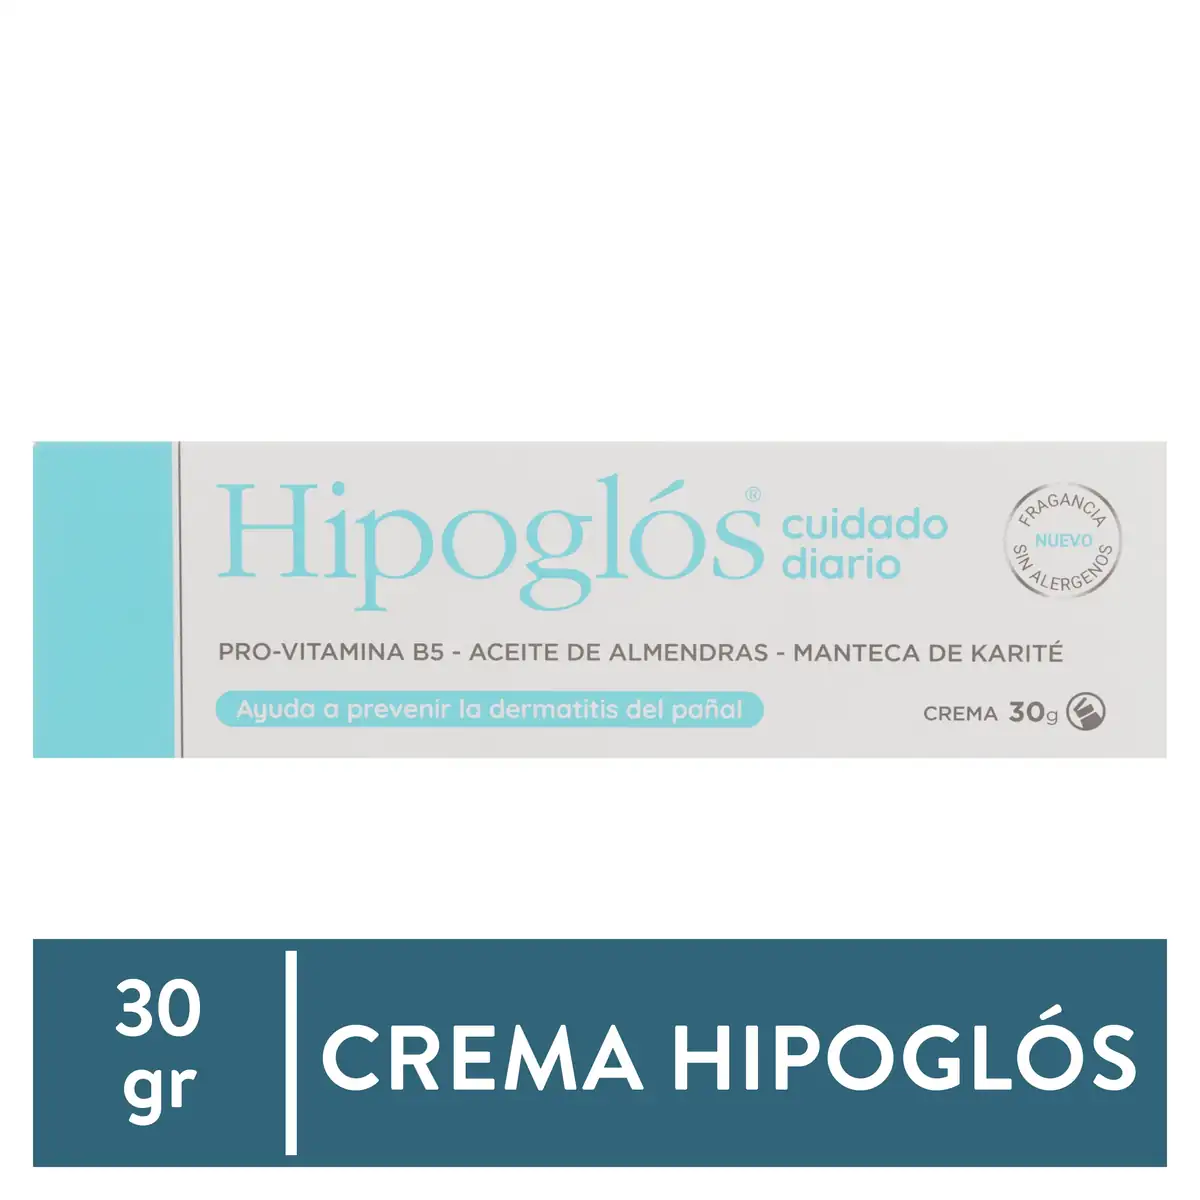 Hipoglós®
cuidado
diario
FRAGANCIA
NUEVO
SIN ALERGENOS
PRO-VITAMINA B5 - ACEITE DE ALMENDRAS - MANTECA DE KARITÉ
Ayuda a prevenir la dermatitis del pañal
CREMA 30g
30
gr
CREMA HIPOGLÓS